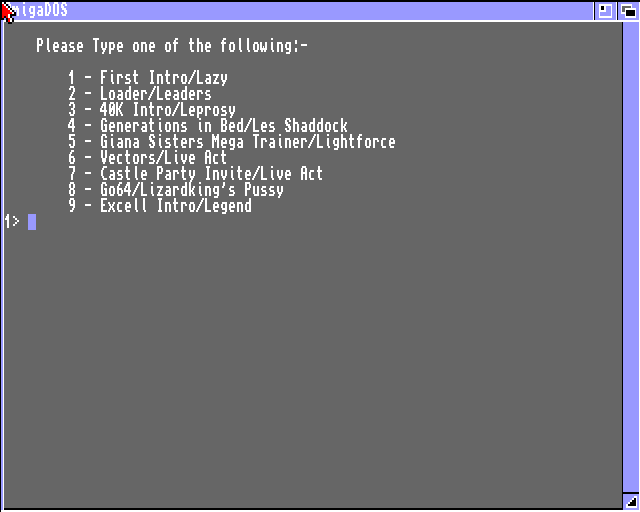 migaDOS
Please Type one of the following:-
1 - First Intro/Lazy
2 - Loader/Leaders
3 - 40K Intro/Leprosy
4 - Generations in Bed/Les Shaddock
5 - Giana Sisters Mega Trainer/Lightforce
6 - Vectors/Live Act
7 - Castle Party Invite/Live Act
8 - Go64/Lizardking's Pussy
9 - Excell Intro/Legend
1>